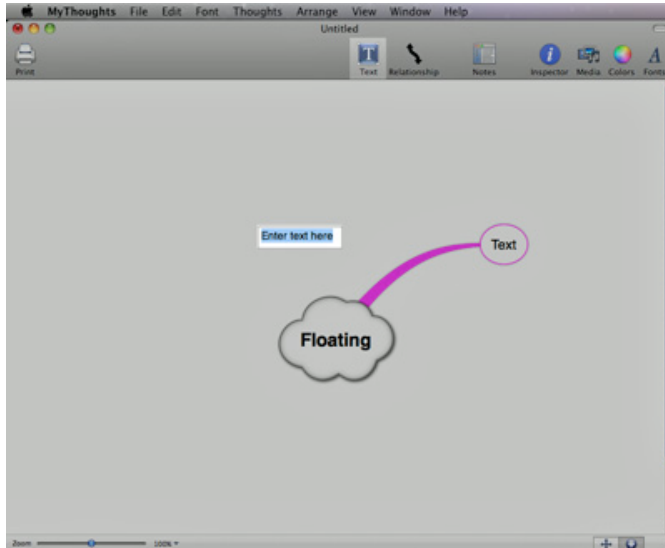 MyThoughts File Edit Font Thoughts Arrange View Window Help
Untitled
Print Text Relationship Notes Inspector Media Colors Fonts
Enter text here
Text
Floating
Zoom 100%